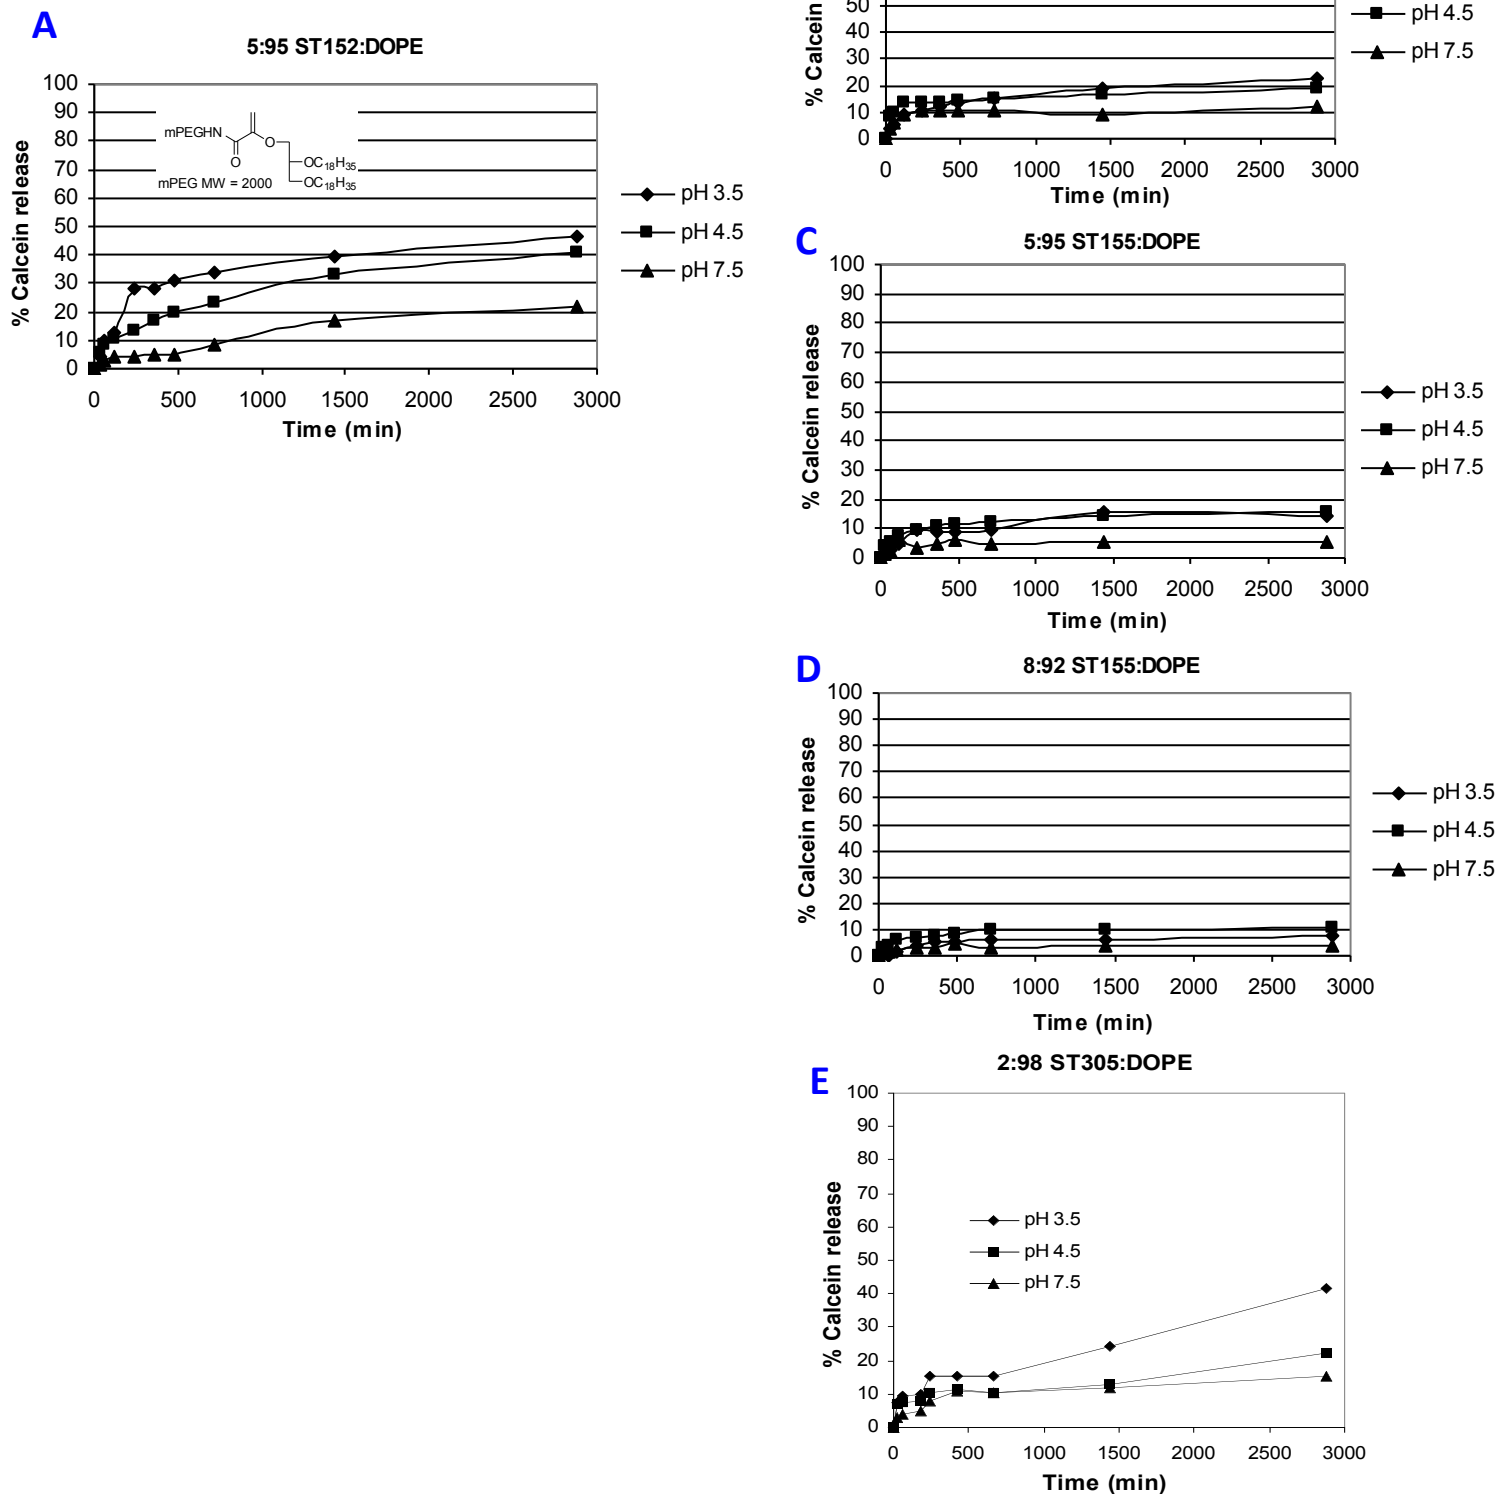 A
5:95 ST152:DOPE
% Calcein release
100
90
80
70
60
50
40
30
20
10
0
mPEGHN
O
O
OC18H35
OC18H35
mPEG MW = 2000
pH 3.5
pH 4.5
pH 7.5
0 500 1000 1500 2000 2500 3000
Time (min)
% Calcein
50
40
30
20
10
0
pH 4.5
pH 7.5
0 500 1000 1500 2000 2500 3000
Time (min)
C
5:95 ST155:DOPE
% Calcein release
100
90
80
70
60
50
40
30
20
10
0
pH 3.5
pH 4.5
pH 7.5
0 500 1000 1500 2000 2500 3000
Time (min)
D
8:92 ST155:DOPE
% Calcein release
100
90
80
70
60
50
40
30
20
10
0
pH 3.5
pH 4.5
pH 7.5
0 500 1000 1500 2000 2500 3000
Time (min)
E
2:98 ST305:DOPE
% Calcein release
100
90
80
70
60
50
40
30
20
10
0
pH 3.5
pH 4.5
pH 7.5
0 500 1000 1500 2000 2500 3000
Time (min)